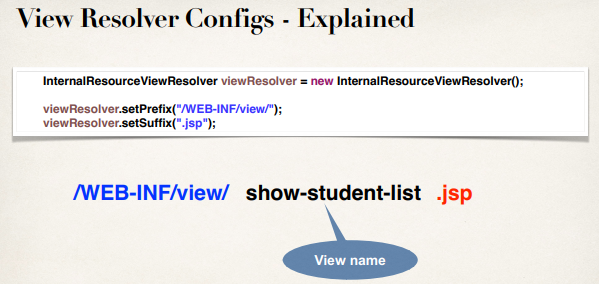 View Resolver Configs - Explained
InternalResourceViewResolver viewResolver = new InternalResourceViewResolver();
viewResolver.setPrefix("/WEB-INF/view/");
viewResolver.setSuffix(".jsp");
/WEB-INF/view/ show-student-list .jsp
View name